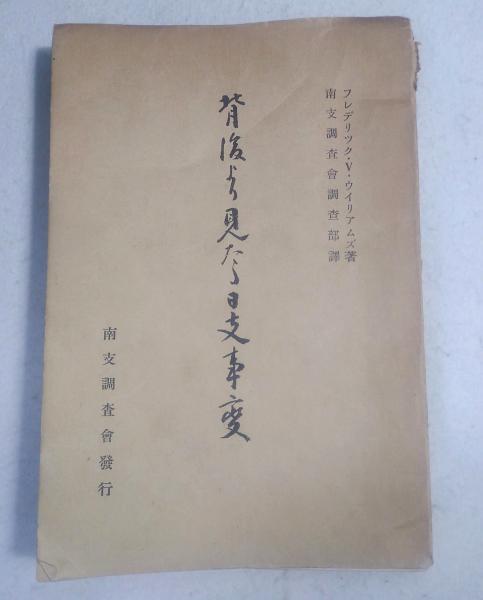 フレデリック・V・ウイリアムズ著
南支調査會調査部譯
背後より見たる日支事變
南支調査會發行